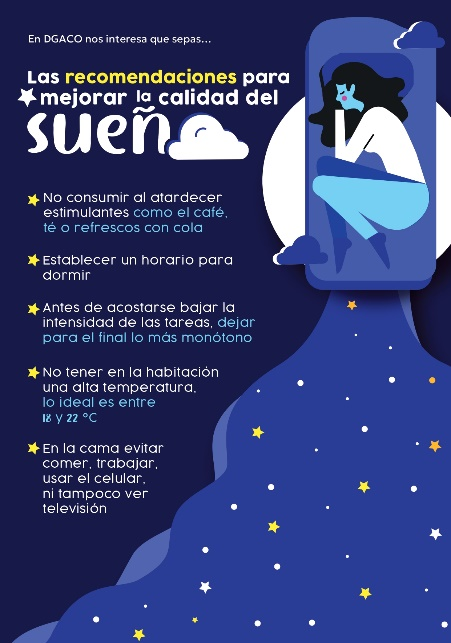 En DGACO nos interesa que sepas...
Las recomendaciones para
mejorar la calidad del
sueño
No consumir al atardecer
estimulantes como el café,
té o refrescos con cola
Establecer un horario para
dormir
Antes de acostarse bajar la
intensidad de las tareas, dejar
para el final lo más monótono
No tener en la habitación
una alta temperatura,
lo ideal es entre
18 y 22 °C
En la cama evitar
comer, trabajar,
usar el celular,
ni tampoco ver
televisión